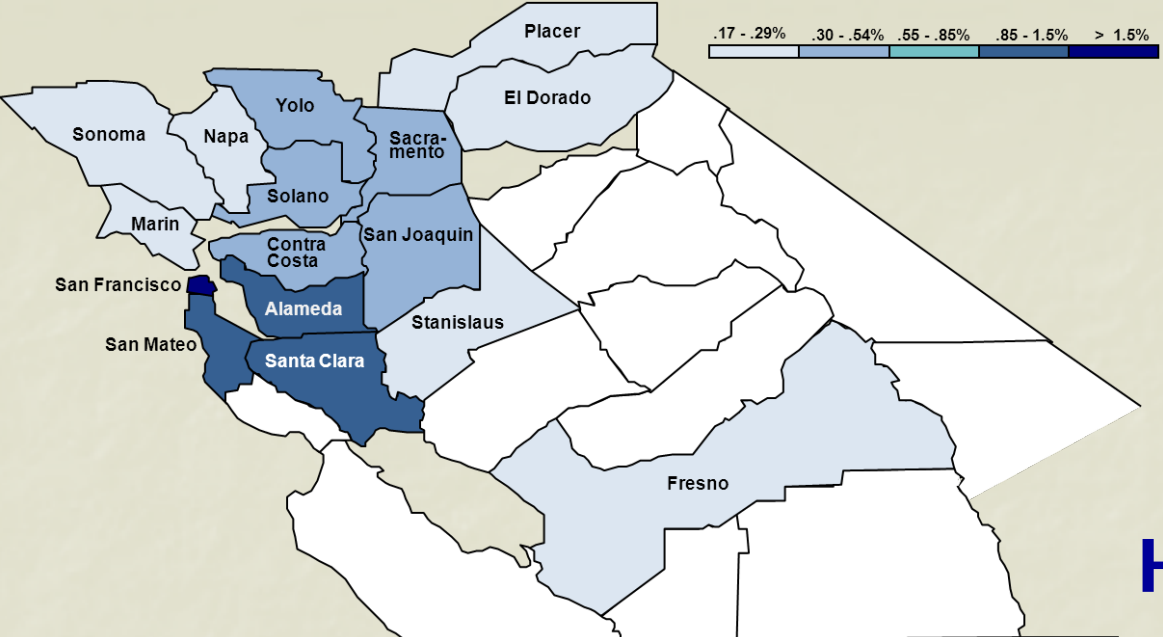 Placer
.17 - .29%
.30 - .54%
.55 - .85%
.85 - 1.5%
> 1.5%
El Dorado
Yolo
Sonoma
Napa
Sacra-
mento
Solano
Marin
San Joaquin
Contra
Costa
San Francisco
Alameda
Stanislaus
San Mateo
Santa Clara
Fresno
H